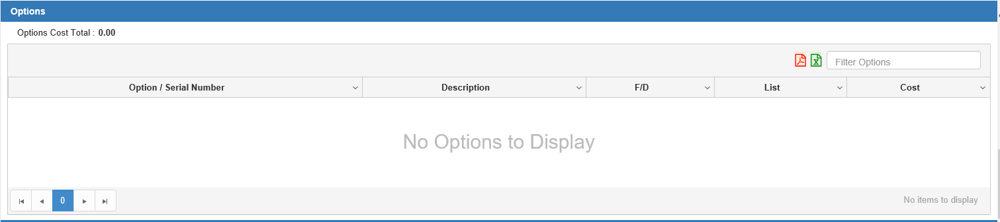 Options
Options Cost Total : 0.00
Filter Options
Option / Serial Number Description F/D List Cost
No Options to Display
0
No items to display